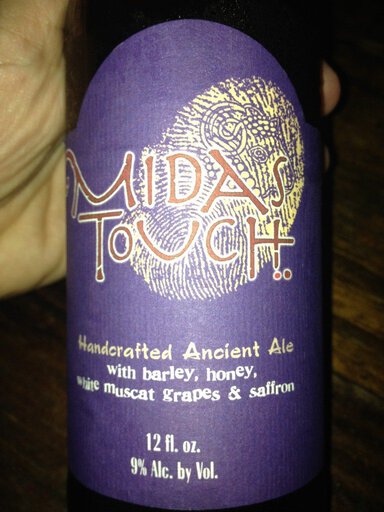 MIDAS
TOUCH
Handcrafted Ancient Ale
with barley, honey,
white muscat grapes & saffron
12 fl. oz.
9% Alc. by Vol.